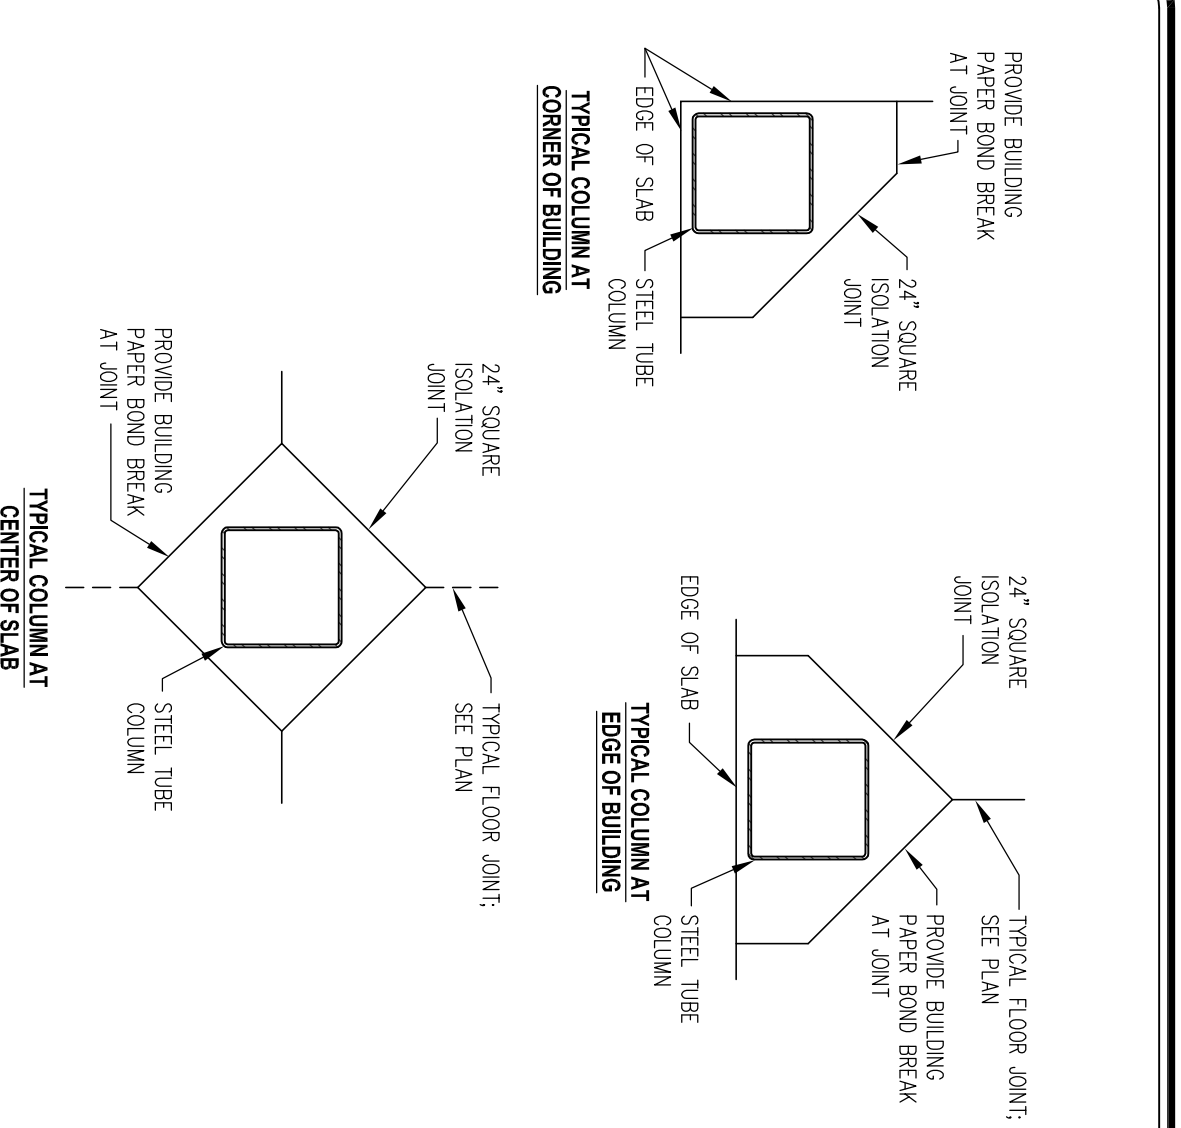 PROVIDE BUILDING
PAPER BOND BREAK
AT JOINT
24" SQUARE
ISOLATION
JOINT
EDGE OF SLAB
STEEL TUBE
COLUMN
TYPICAL COLUMN AT
CORNER OF BUILDING
24" SQUARE
ISOLATION
JOINT
TYPICAL FLOOR JOINT;
SEE PLAN
PROVIDE BUILDING
PAPER BOND BREAK
AT JOINT
EDGE OF SLAB
STEEL TUBE
COLUMN
TYPICAL COLUMN AT
EDGE OF BUILDING
24" SQUARE
ISOLATION
JOINT
TYPICAL FLOOR JOINT;
SEE PLAN
PROVIDE BUILDING
PAPER BOND BREAK
AT JOINT
STEEL TUBE
COLUMN
TYPICAL COLUMN AT
CENTER OF SLAB